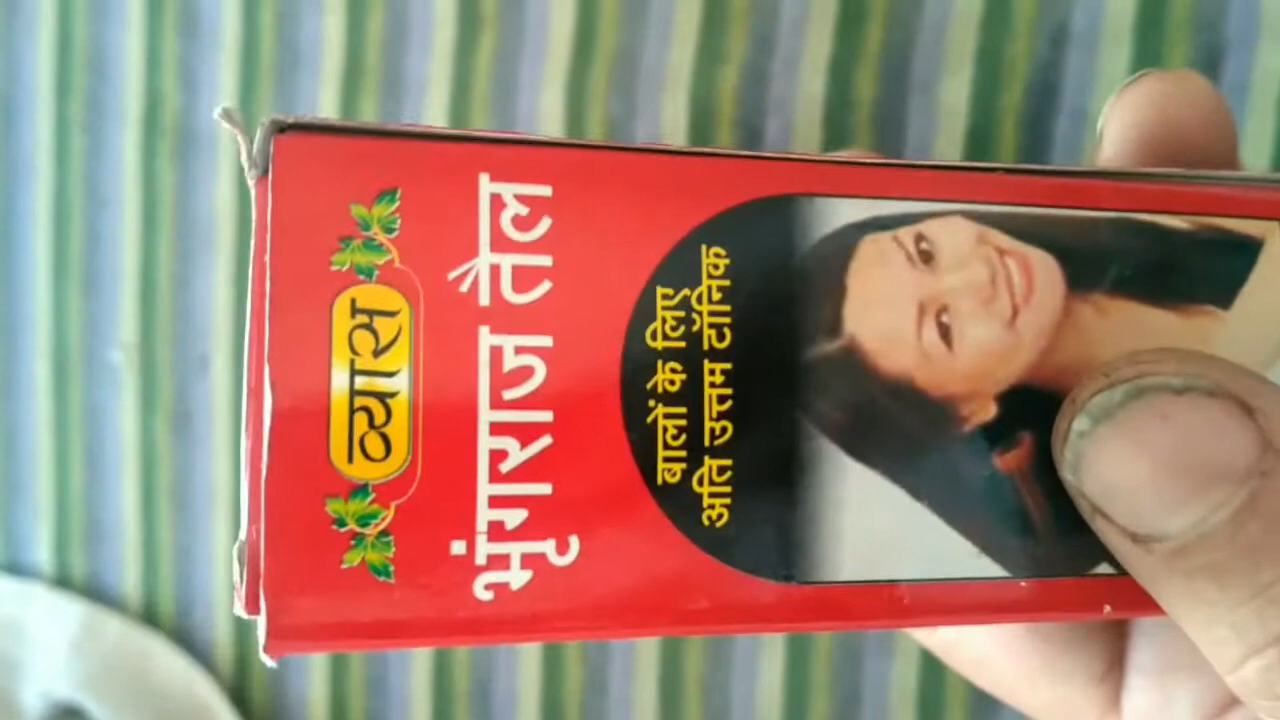 व्यास
भृंगराज तैल
बालों के लिए
अति उत्तम टॉनिक